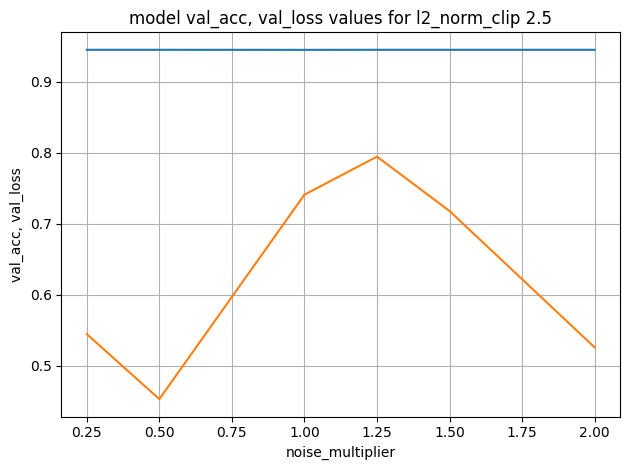 model val_acc, val_loss values for l2_norm_clip 2.5
val_acc, val_loss
0.9
0.8
0.7
0.6
0.5
0.25 0.50 0.75 1.00 1.25 1.50 1.75 2.00
noise_multiplier